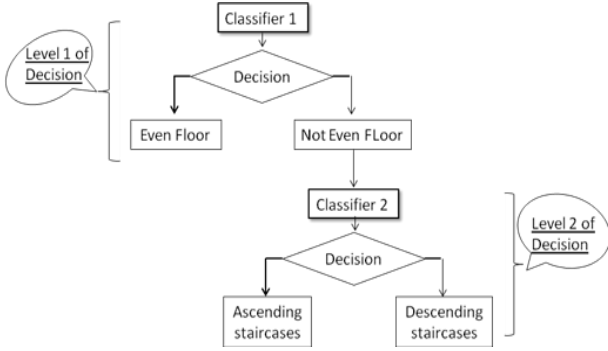 Classifier 1
Level 1 of
Decision
Decision
Even Floor
Not Even FLoor
Classifier 2
Level 2 of
Decision
Decision
Ascending
staircases
Descending
staircases